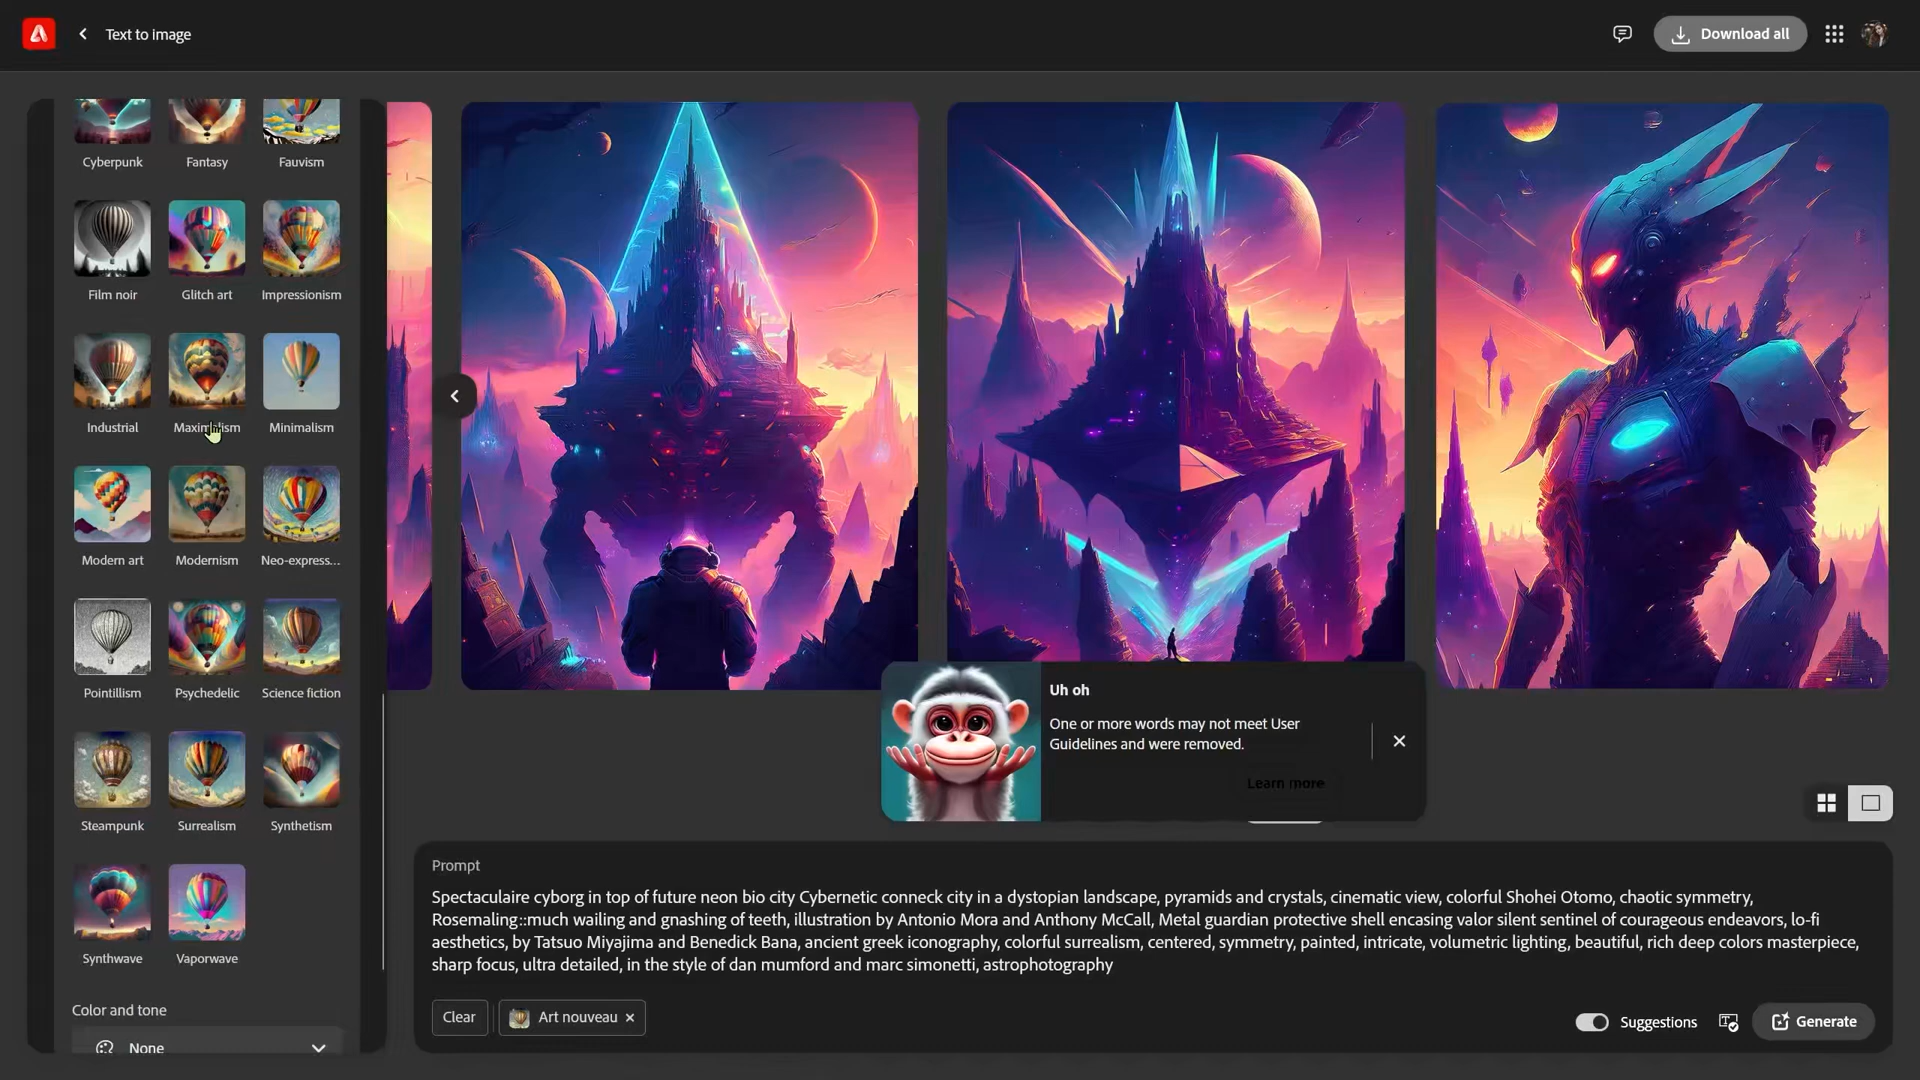 Text to image
Download all
Cyberpunk
Fantasy
Fauvism
Film noir
Glitch art
Impressionism
Industrial
Maximalism
Minimalism
Modern art
Modernism
Neo-express...
Pointillism
Psychedelic
Science fiction
Steampunk
Surrealism
Synthetism
Synthwave
Vaporwave
Color and tone
None
Uh oh
One or more words may not meet User
Guidelines and were removed.
Learn more
Prompt
Spectaculaire cyborg in top of future neon bio city Cybernetic conneck city in a dystopian landscape, pyramids and crystals, cinematic view, colorful Shohei Otomo, chaotic symmetry,
Rosemaling::much wailing and gnashing of teeth, illustration by Antonio Mora and Anthony McCall, Metal guardian protective shell encasing valor silent sentinel of courageous endeavors, lo-fi
aesthetics, by Tatsuo Miyajima and Benedick Bana, ancient greek iconography, colorful surrealism, centered, symmetry, painted, intricate, volumetric lighting, beautiful, rich deep colors masterpiece,
sharp focus, ultra detailed, in the style of dan mumford and marc simonetti, astrophotography
Clear
Art nouveau
Suggestions
Generate